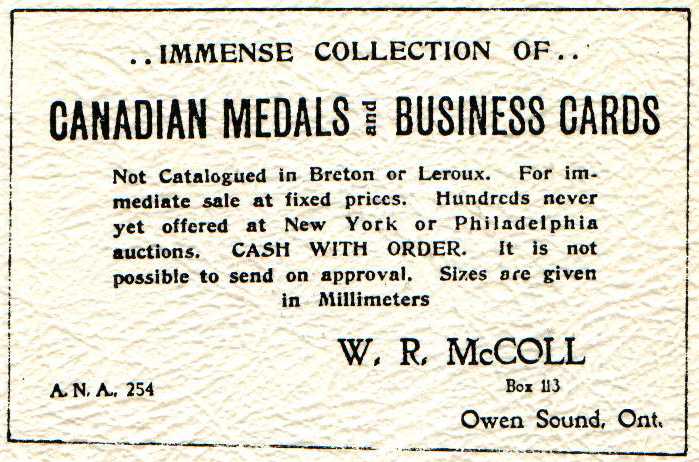 ..IMMENSE COLLECTION OF..
CANADIAN MEDALS and BUSINESS CARDS
Not Catalogued in Breton or Leroux. For im-
mediate sale at fixed prices. Hundreds never
yet offered at New York or Philadelphia
auctions. CASH WITH ORDER. It is not
possible to send on approval. Sizes are given
in Millimeters
W. R. McCOLL
A. N. A., 254
Box 113
Owen Sound, Ont.